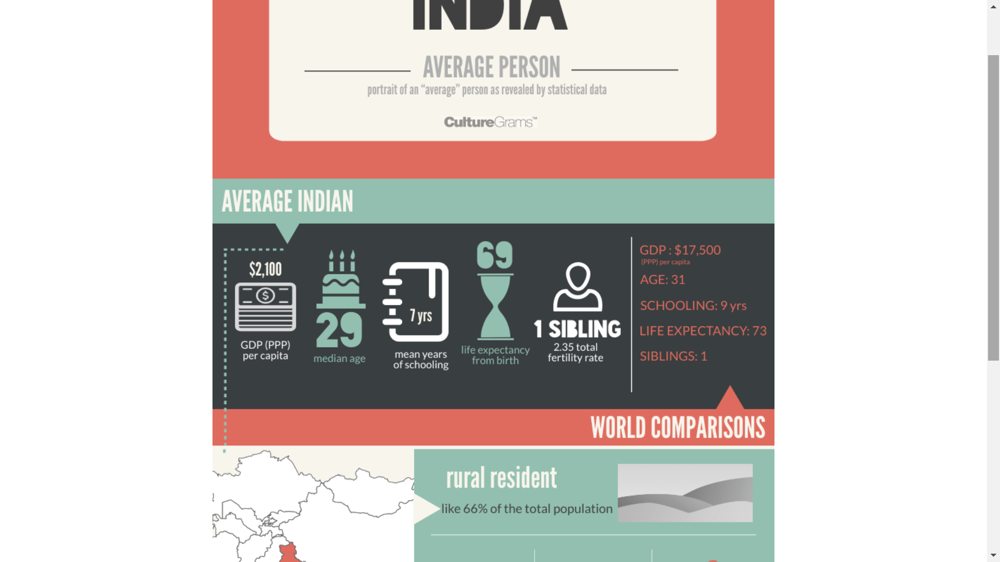 INDIA
AVERAGE PERSON
portrait of an “average” person as revealed by statistical data
CultureGrams™
AVERAGE INDIAN
$2,100
GDP (PPP)
per capita
29
median age
7 yrs
mean years
of schooling
69
life expectancy
from birth
1 SIBLING
2.35 total
fertility rate
GDP : $17,500
(PPP) per capita
AGE: 31
SCHOOLING: 9 yrs
LIFE EXPECTANCY: 73
SIBLINGS: 1
WORLD COMPARISONS
rural resident
like 66% of the total population